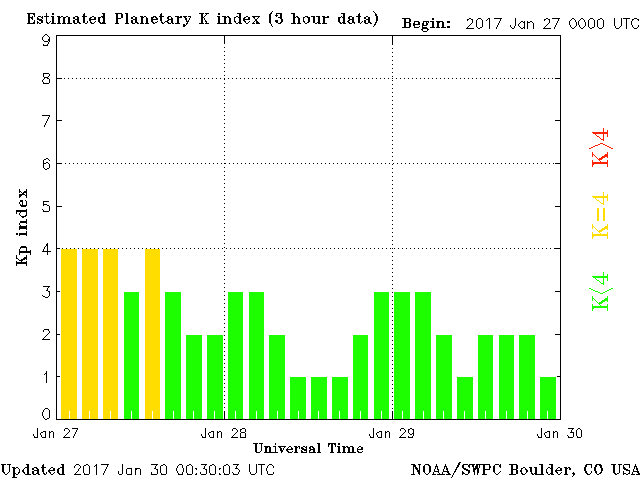 Estimated Planetary K index (3 hour data) Begin: 2017 Jan 27 0000 UTC
9
8
7
6
5
4
3
2
1
0
Kp index
Jan 27 Jan 28 Jan 29 Jan 30
Universal Time
K>4
K=4
K<4
Updated 2017 Jan 30 00:30:03 UTC NOAA/SWPC Boulder, CO USA